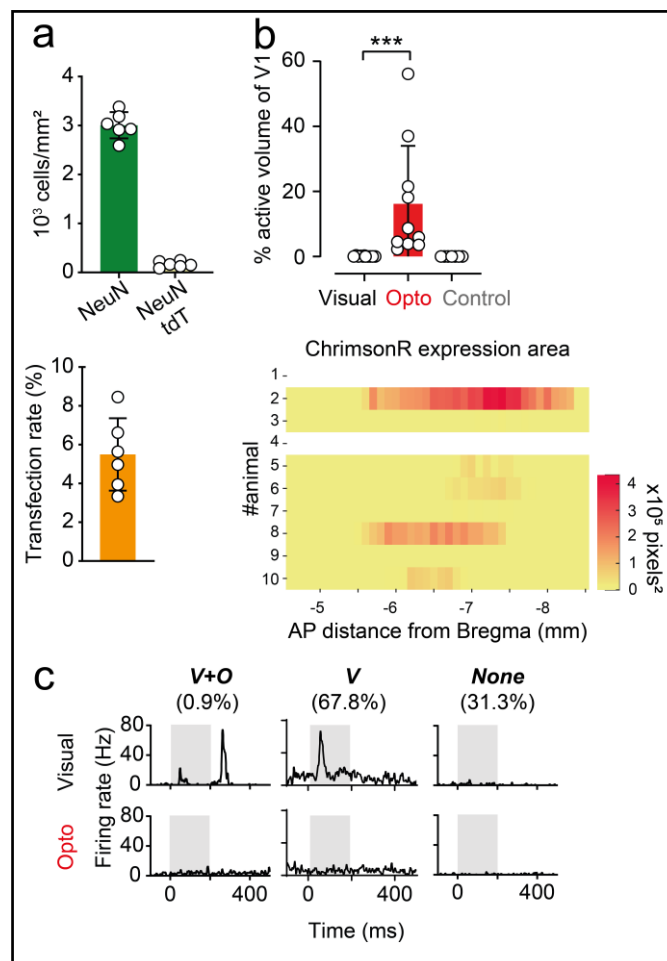 a
10³ cells/mm²
4
3
2
1
0
NeuN
NeuN
tdT
b
% active volume of V1
60
40
20
0
***
Visual Opto Control
Transfection rate (%)
10
8
6
4
2
0
ChrimsonR expression area
#animal
1
2
3
4
5
6
8
9
10
-5 -6 -7 -8
AP distance from Bregma (mm)
4
3
2
1
0
x10⁵ pixels²
c
V+O V None
(0.9%) (67.8%) (31.3%)
Visual
Opto
Firing rate (Hz)
80
40
0
80
40
0
0 400 0 400 0 400
Time (ms)